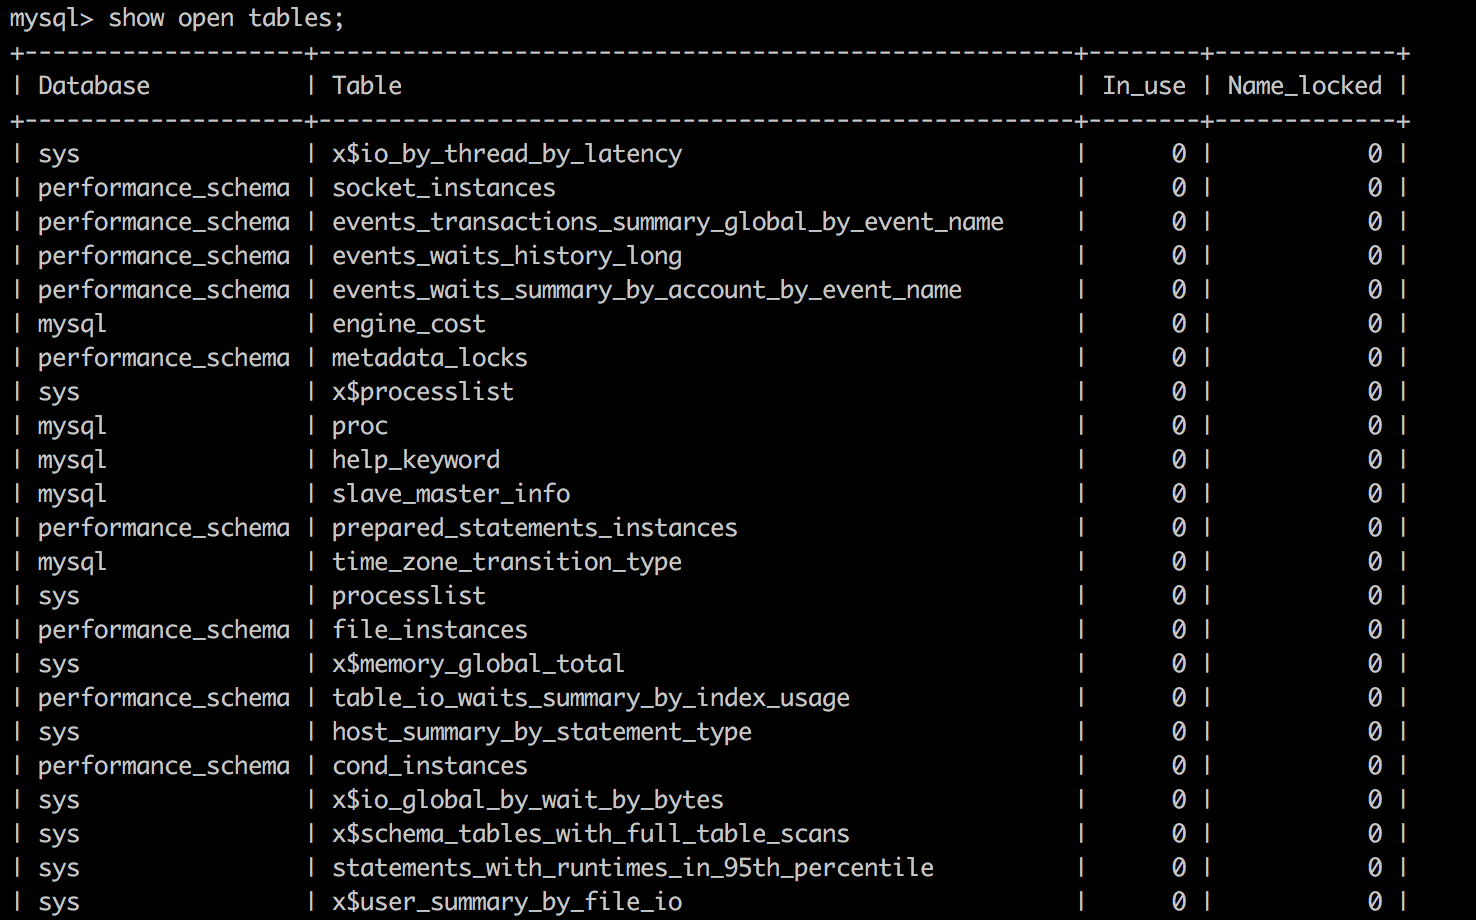 mysql> show open tables;
+--------------------+------------------------------------------------------+--------+-------------+
| Database           | Table                                                | In_use | Name_locked |
+--------------------+------------------------------------------------------+--------+-------------+
| sys                | x$io_by_thread_by_latency                            |      0 |           0 |
| performance_schema | socket_instances                                     |      0 |           0 |
| performance_schema | events_transactions_summary_global_by_event_name     |      0 |           0 |
| performance_schema | events_waits_history_long                            |      0 |           0 |
| performance_schema | events_waits_summary_by_account_by_event_name        |      0 |           0 |
| mysql              | engine_cost                                          |      0 |           0 |
| performance_schema | metadata_locks                                       |      0 |           0 |
| sys                | x$processlist                                        |      0 |           0 |
| mysql              | proc                                                 |      0 |           0 |
| mysql              | help_keyword                                         |      0 |           0 |
| mysql              | slave_master_info                                    |      0 |           0 |
| performance_schema | prepared_statements_instances                        |      0 |           0 |
| mysql              | time_zone_transition_type                            |      0 |           0 |
| sys                | processlist                                          |      0 |           0 |
| performance_schema | file_instances                                       |      0 |           0 |
| sys                | x$memory_global_total                                |      0 |           0 |
| performance_schema | table_io_waits_summary_by_index_usage                |      0 |           0 |
| sys                | host_summary_by_statement_type                       |      0 |           0 |
| performance_schema | cond_instances                                       |      0 |           0 |
| sys                | x$io_global_by_wait_by_bytes                         |      0 |           0 |
| sys                | x$schema_tables_with_full_table_scans                |      0 |           0 |
| sys                | statements_with_runtimes_in_95th_percentile          |      0 |           0 |
| sys                | x$user_summary_by_file_io                            |      0 |           0 |